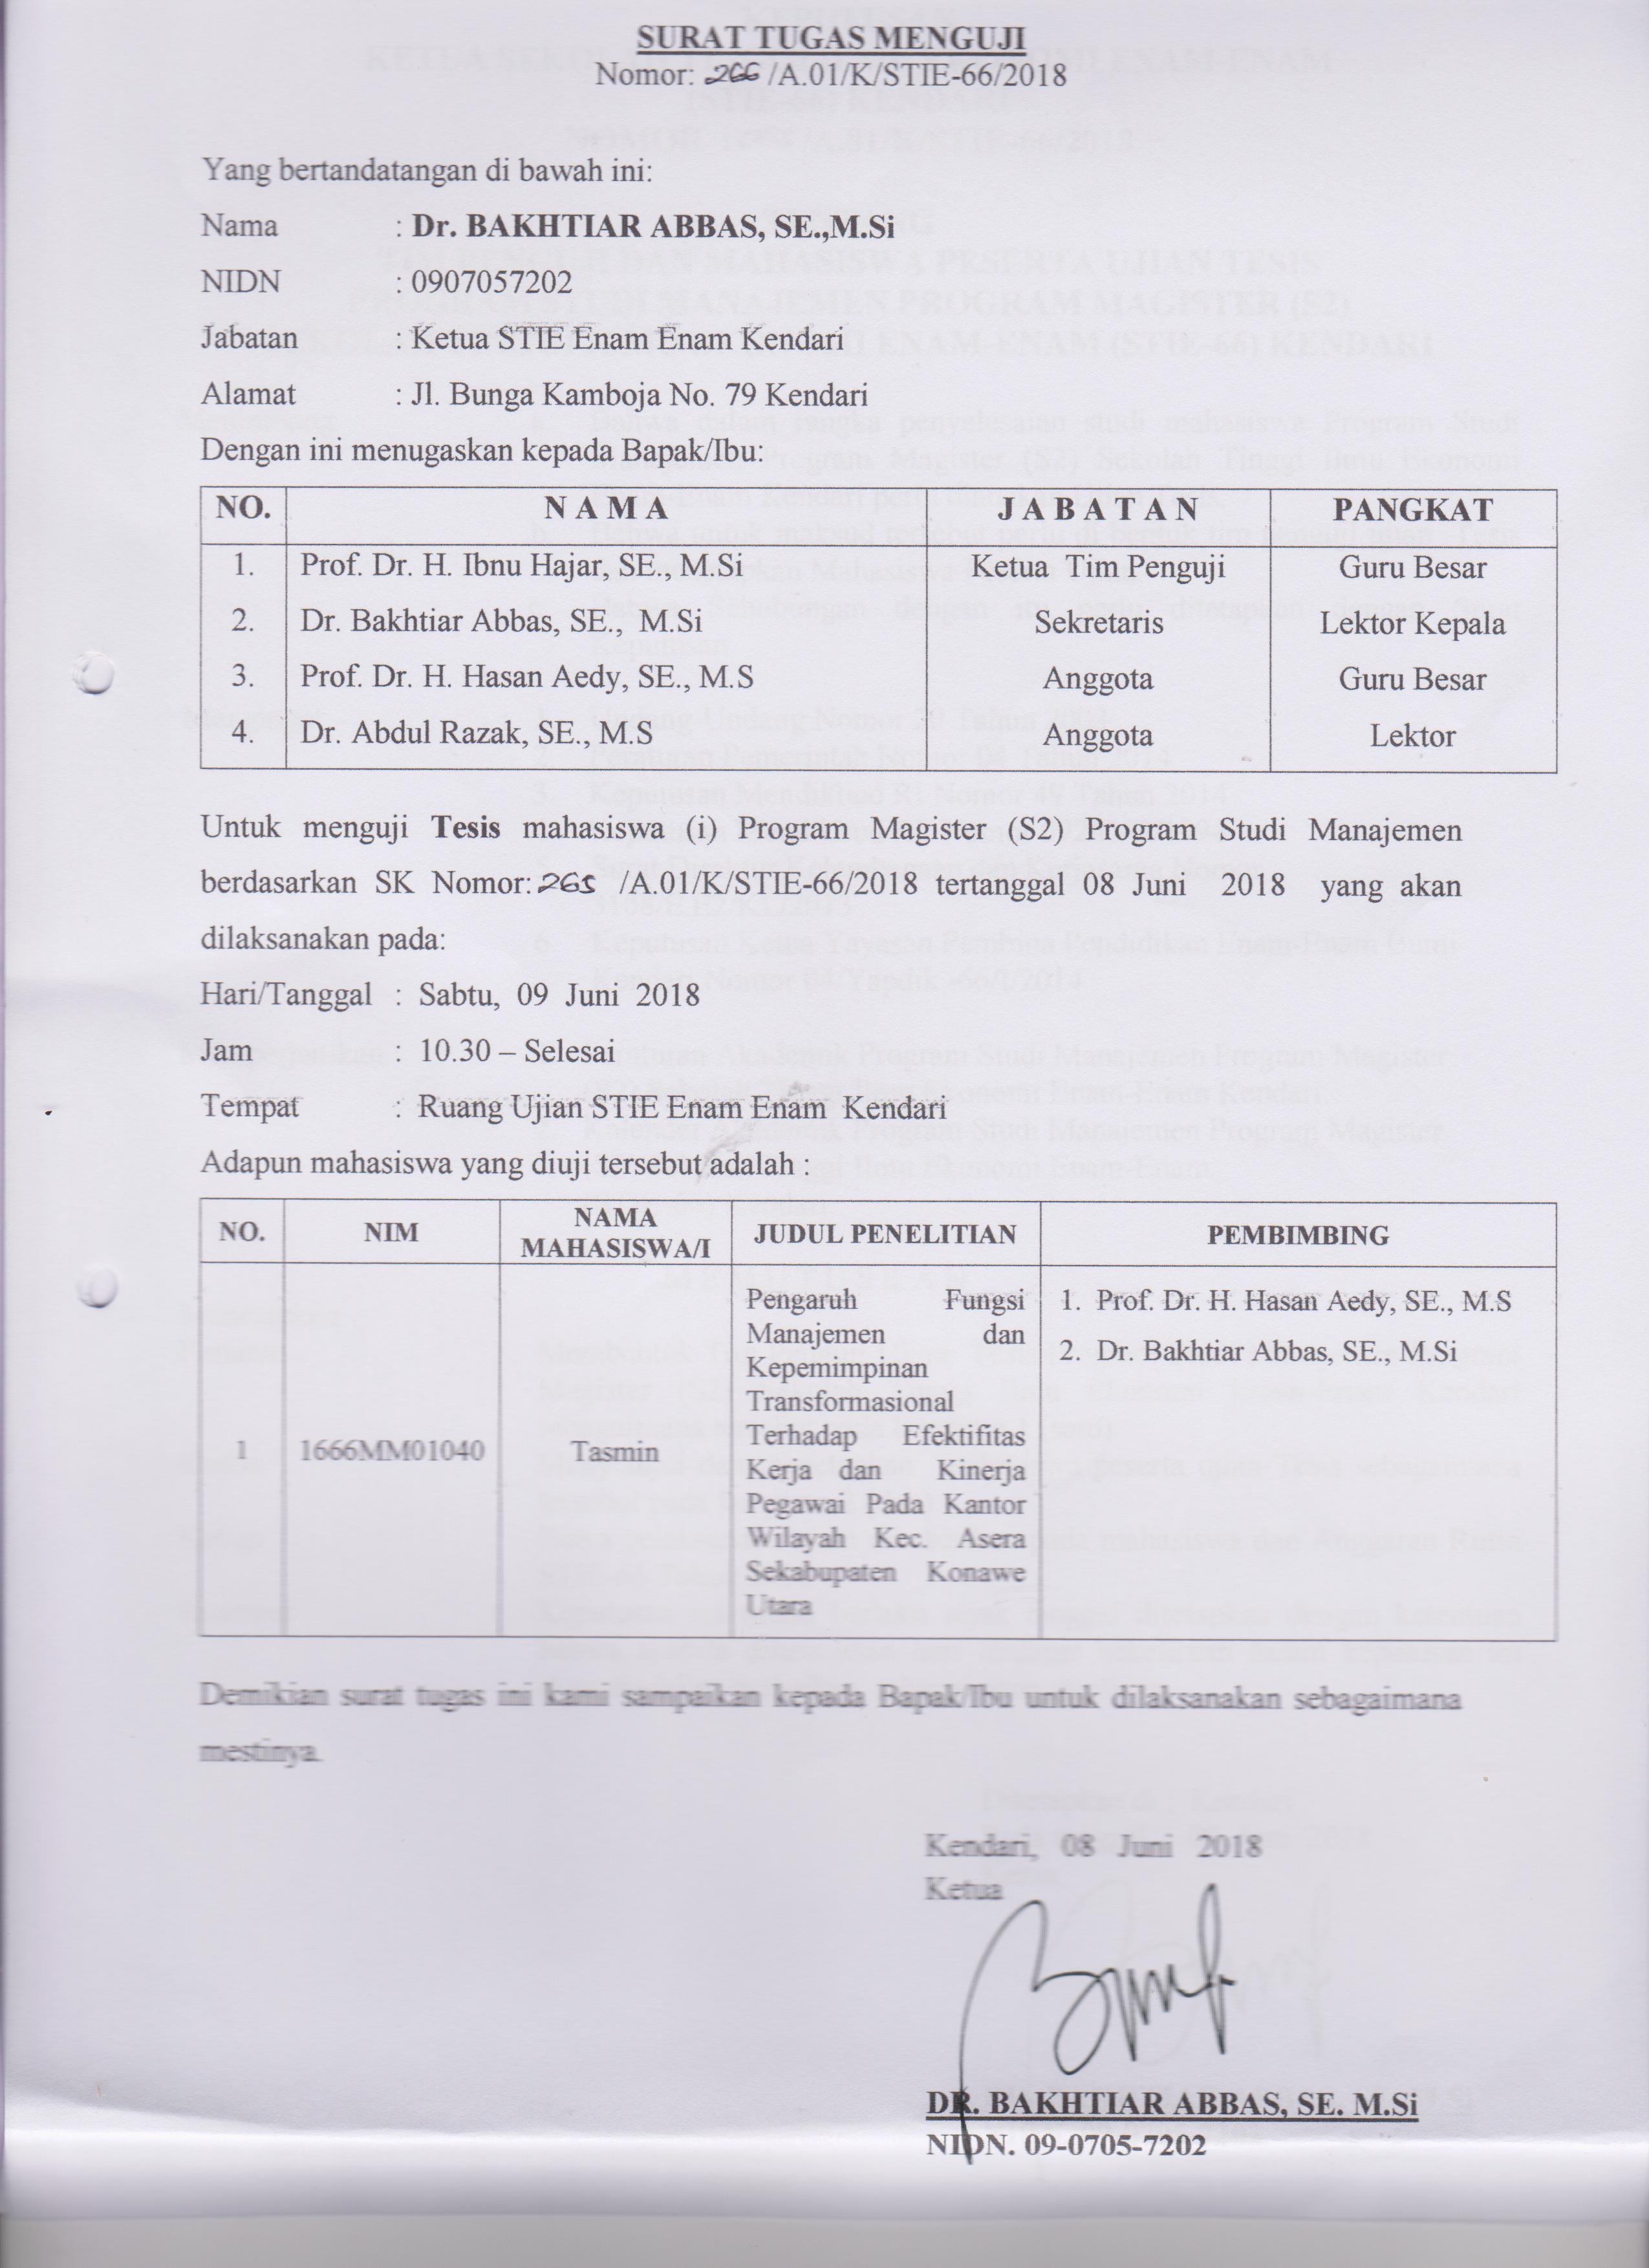 SURAT TUGAS MENGUJI
Nomor: 266 /A.01/K/STIE-66/2018
Yang bertandatangan di bawah ini:
Nama : Dr. BAKHTIAR ABBAS, SE.,M.Si
NIDN : 0907057202
Jabatan : Ketua STIE Enam Enam Kendari
Alamat : Jl. Bunga Kamboja No. 79 Kendari
Dengan ini menugaskan kepada Bapak/Ibu:
NO. N A M A J A B A T A N PANGKAT
1. Prof. Dr. H. Ibnu Hajar, SE., M.Si Ketua Tim Penguji Guru Besar
2. Dr. Bakhtiar Abbas, SE., M.Si Sekretaris Lektor Kepala
3. Prof. Dr. H. Hasan Aedy, SE., M.S Anggota Guru Besar
4. Dr. Abdul Razak, SE., M.S Anggota Lektor
Untuk menguji Tesis mahasiswa (i) Program Magister (S2) Program Studi Manajemen
berdasarkan SK Nomor: 265 /A.01/K/STIE-66/2018 tertanggal 08 Juni 2018 yang akan
dilaksanakan pada:
Hari/Tanggal : Sabtu, 09 Juni 2018
Jam : 10.30 – Selesai
Tempat : Ruang Ujian STIE Enam Enam Kendari
Adapun mahasiswa yang diuji tersebut adalah :
NO. NIM NAMA MAHASISWA/I JUDUL PENELITIAN PEMBIMBING
1 1666MM01040 Tasmin
Pengaruh Fungsi
Manajemen dan
Kepemimpinan
Transformasional
Terhadap Efektifitas
Kerja dan Kinerja
Pegawai Pada Kantor
Wilayah Kec. Asera
Sekabupaten Konawe
Utara
1. Prof. Dr. H. Hasan Aedy, SE., M.S
2. Dr. Bakhtiar Abbas, SE., M.Si
Demikian surat tugas ini kami sampaikan kepada Bapak/Ibu untuk dilaksanakan sebagaimana
mestinya.
Kendari, 08 Juni 2018
Ketua
DR. BAKHTIAR ABBAS, SE. M.Si
NIDN. 09-0705-7202